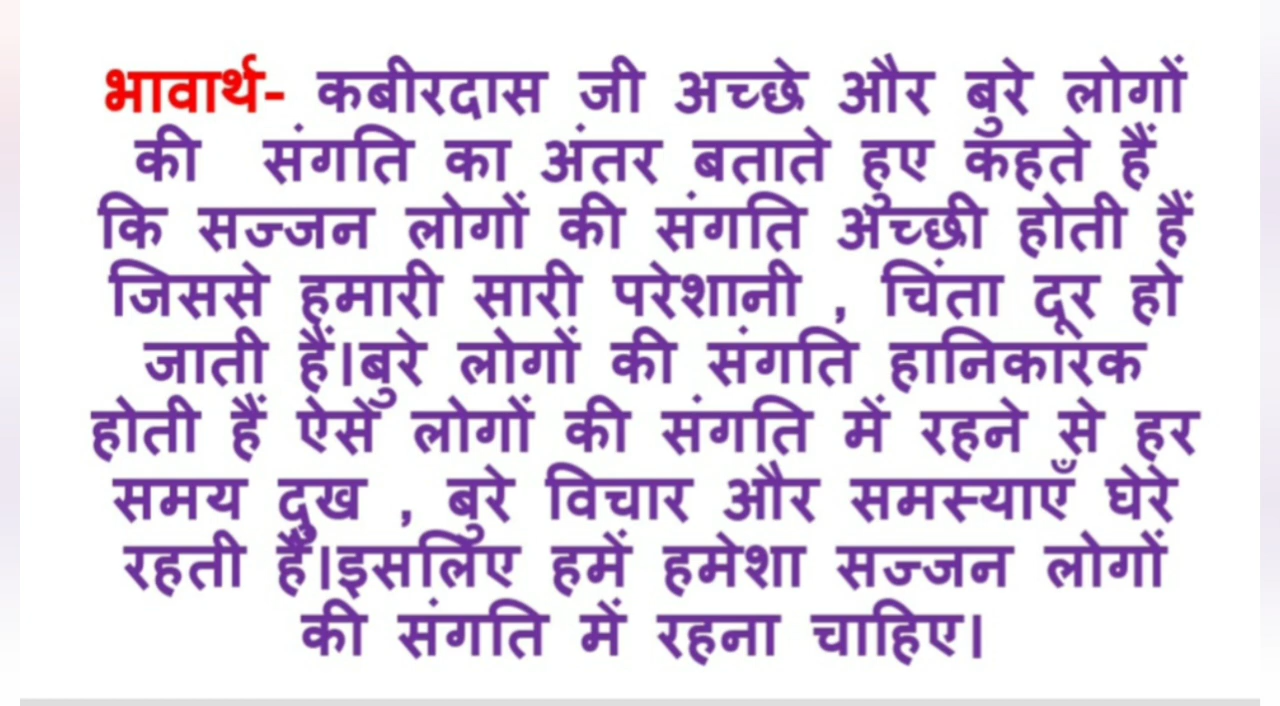 भावार्थ- कबीरदास जी अच्छे और बुरे लोगों
की संगति का अंतर बताते हुए कहते हैं
कि सज्जन लोगों की संगति अच्छी होती हैं
जिससे हमारी सारी परेशानी , चिंता दूर हो
जाती हैं।बुरे लोगों की संगति हानिकारक
होती हैं ऐसे लोगों की संगति में रहने से हर
समय दुख , बुरे विचार और समस्याएँ घेरे
रहती हैं।इसलिए हमें हमेशा सज्जन लोगों
की संगति में रहना चाहिए।